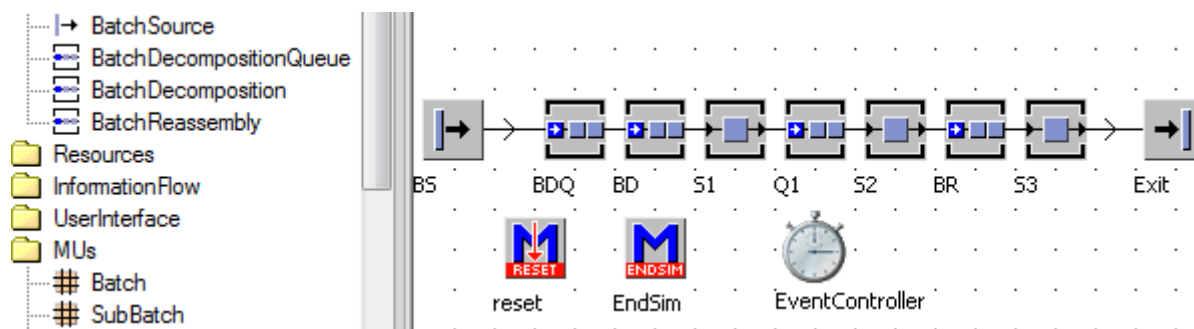 BatchSource
BatchDecompositionQueue
BatchDecomposition
BatchReassembly
Resources
InformationFlow
UserInterface
MUs
Batch
SubBatch
BS BDQ BD S1 Q1 S2 BR S3 Exit
M RESET M ENDSIM
reset EndSim EventController